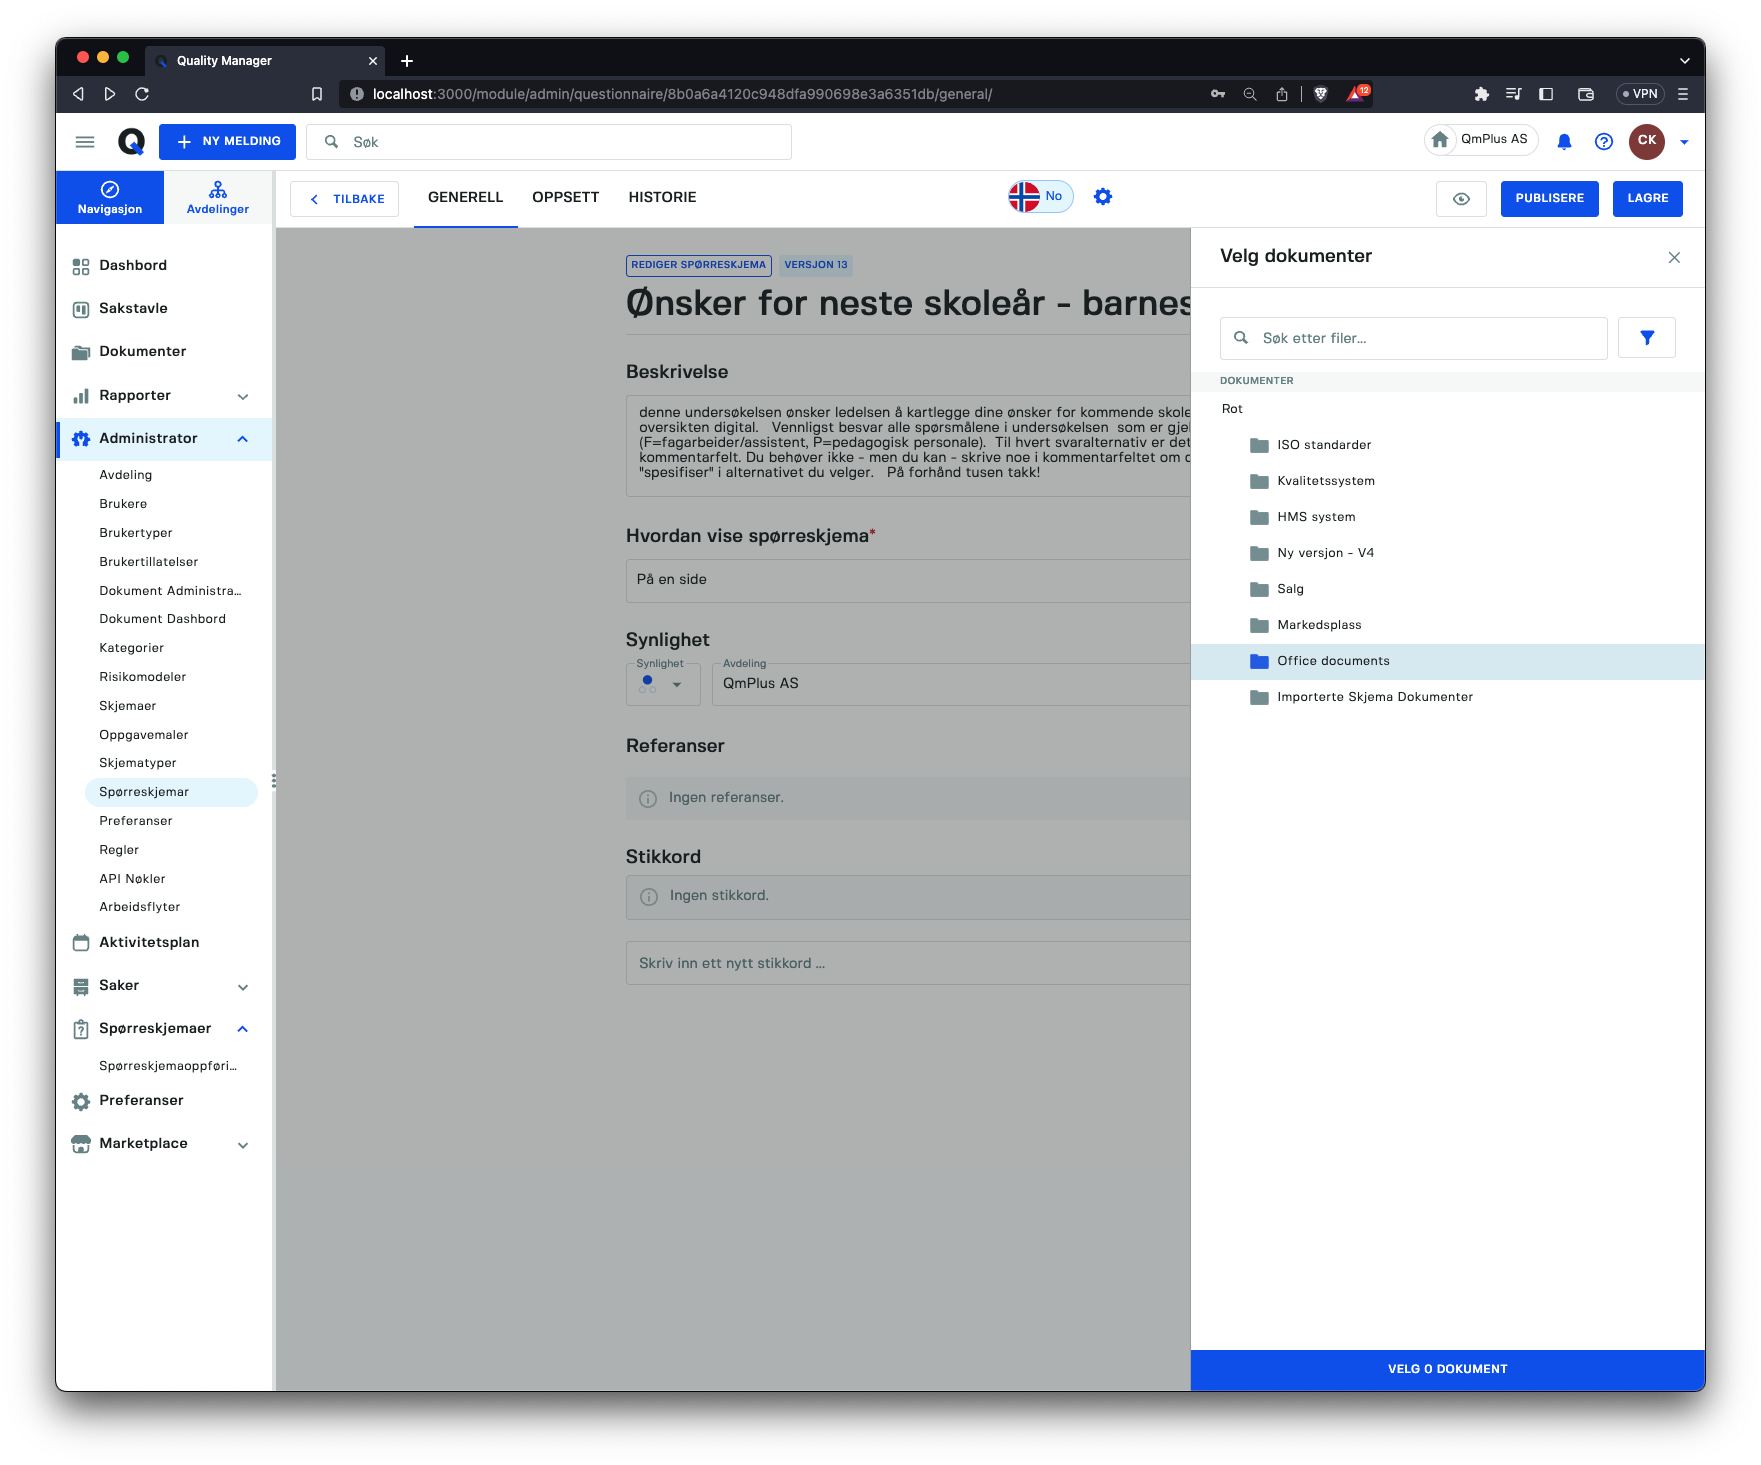 Quality Manager
localhost:3000/module/admin/questionnaire/8b0a6a4120c948dfa990698e3a6351db/general/
12
VPN
NY MELDING
Søk
QmPlus AS
CK
Navigasjon
Avdelinger
TILBAKE
GENERELL
OPPSETT
HISTORIE
No
PUBLISERE
LAGRE
Dashbord
Sakstavle
Dokumenter
Rapporter
Administrator
Avdeling
Brukere
Brukertyper
Brukertillatelser
Dokument Administra...
Dokument Dashbord
Kategorier
Risikomodeler
Skjemaer
Oppgavemaler
Skjematyper
Spørreskjemar
Preferanser
Regler
API Nøkler
Arbeidsflyter
Aktivitetsplan
Saker
Spørreskjemaer
Spørreskjemaoppføri...
Preferanser
Marketplace
REDIGER SPØRRESKJEMA
VERSJON 13
Ønsker for neste skoleår - barnes
Beskrivelse
denne undersøkelsen ønsker ledelsen å kartlegge dine ønsker for kommende skole
oversikten digital.   Vennligst besvar alle spørsmålene i undersøkelsen  som er gjel
(F=fagarbeider/assistent, P=pedagogisk personale).  Til hvert svaralternativ er det
kommentarfelt. Du behøver ikke - men du kan - skrive noe i kommentarfeltet om d
"spesifiser" i alternativet du velger.   På forhånd tusen takk!
Hvordan vise spørreskjema*
På en side
Synlighet
Synlighet
Avdeling
QmPlus AS
Referanser
Ingen referanser.
Stikkord
Ingen stikkord.
Skriv inn ett nytt stikkord ...
Velg dokumenter
Søk etter filer...
DOKUMENTER
Rot
ISO standarder
Kvalitetssystem
HMS system
Ny versjon - V4
Salg
Markedsplass
Office documents
Importerte Skjema Dokumenter
VELG 0 DOKUMENT